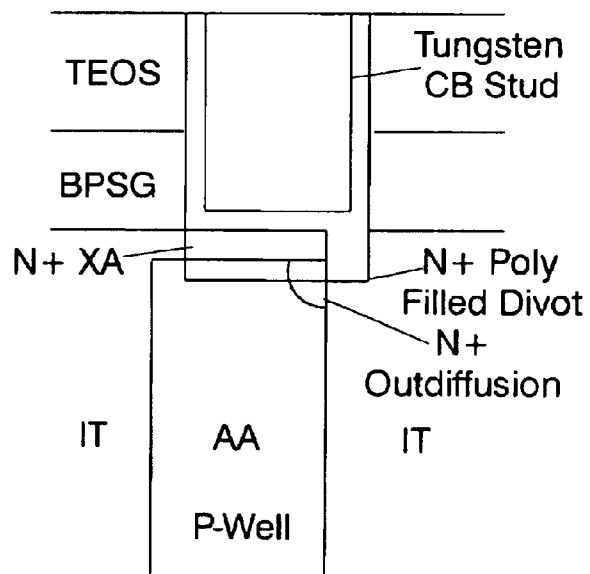 TEOS
Tungsten
CB Stud
BPSG
N+ XA
N+ Poly
Filled Divot
N+
Outdiffusion
IT
AA
IT
P-Well